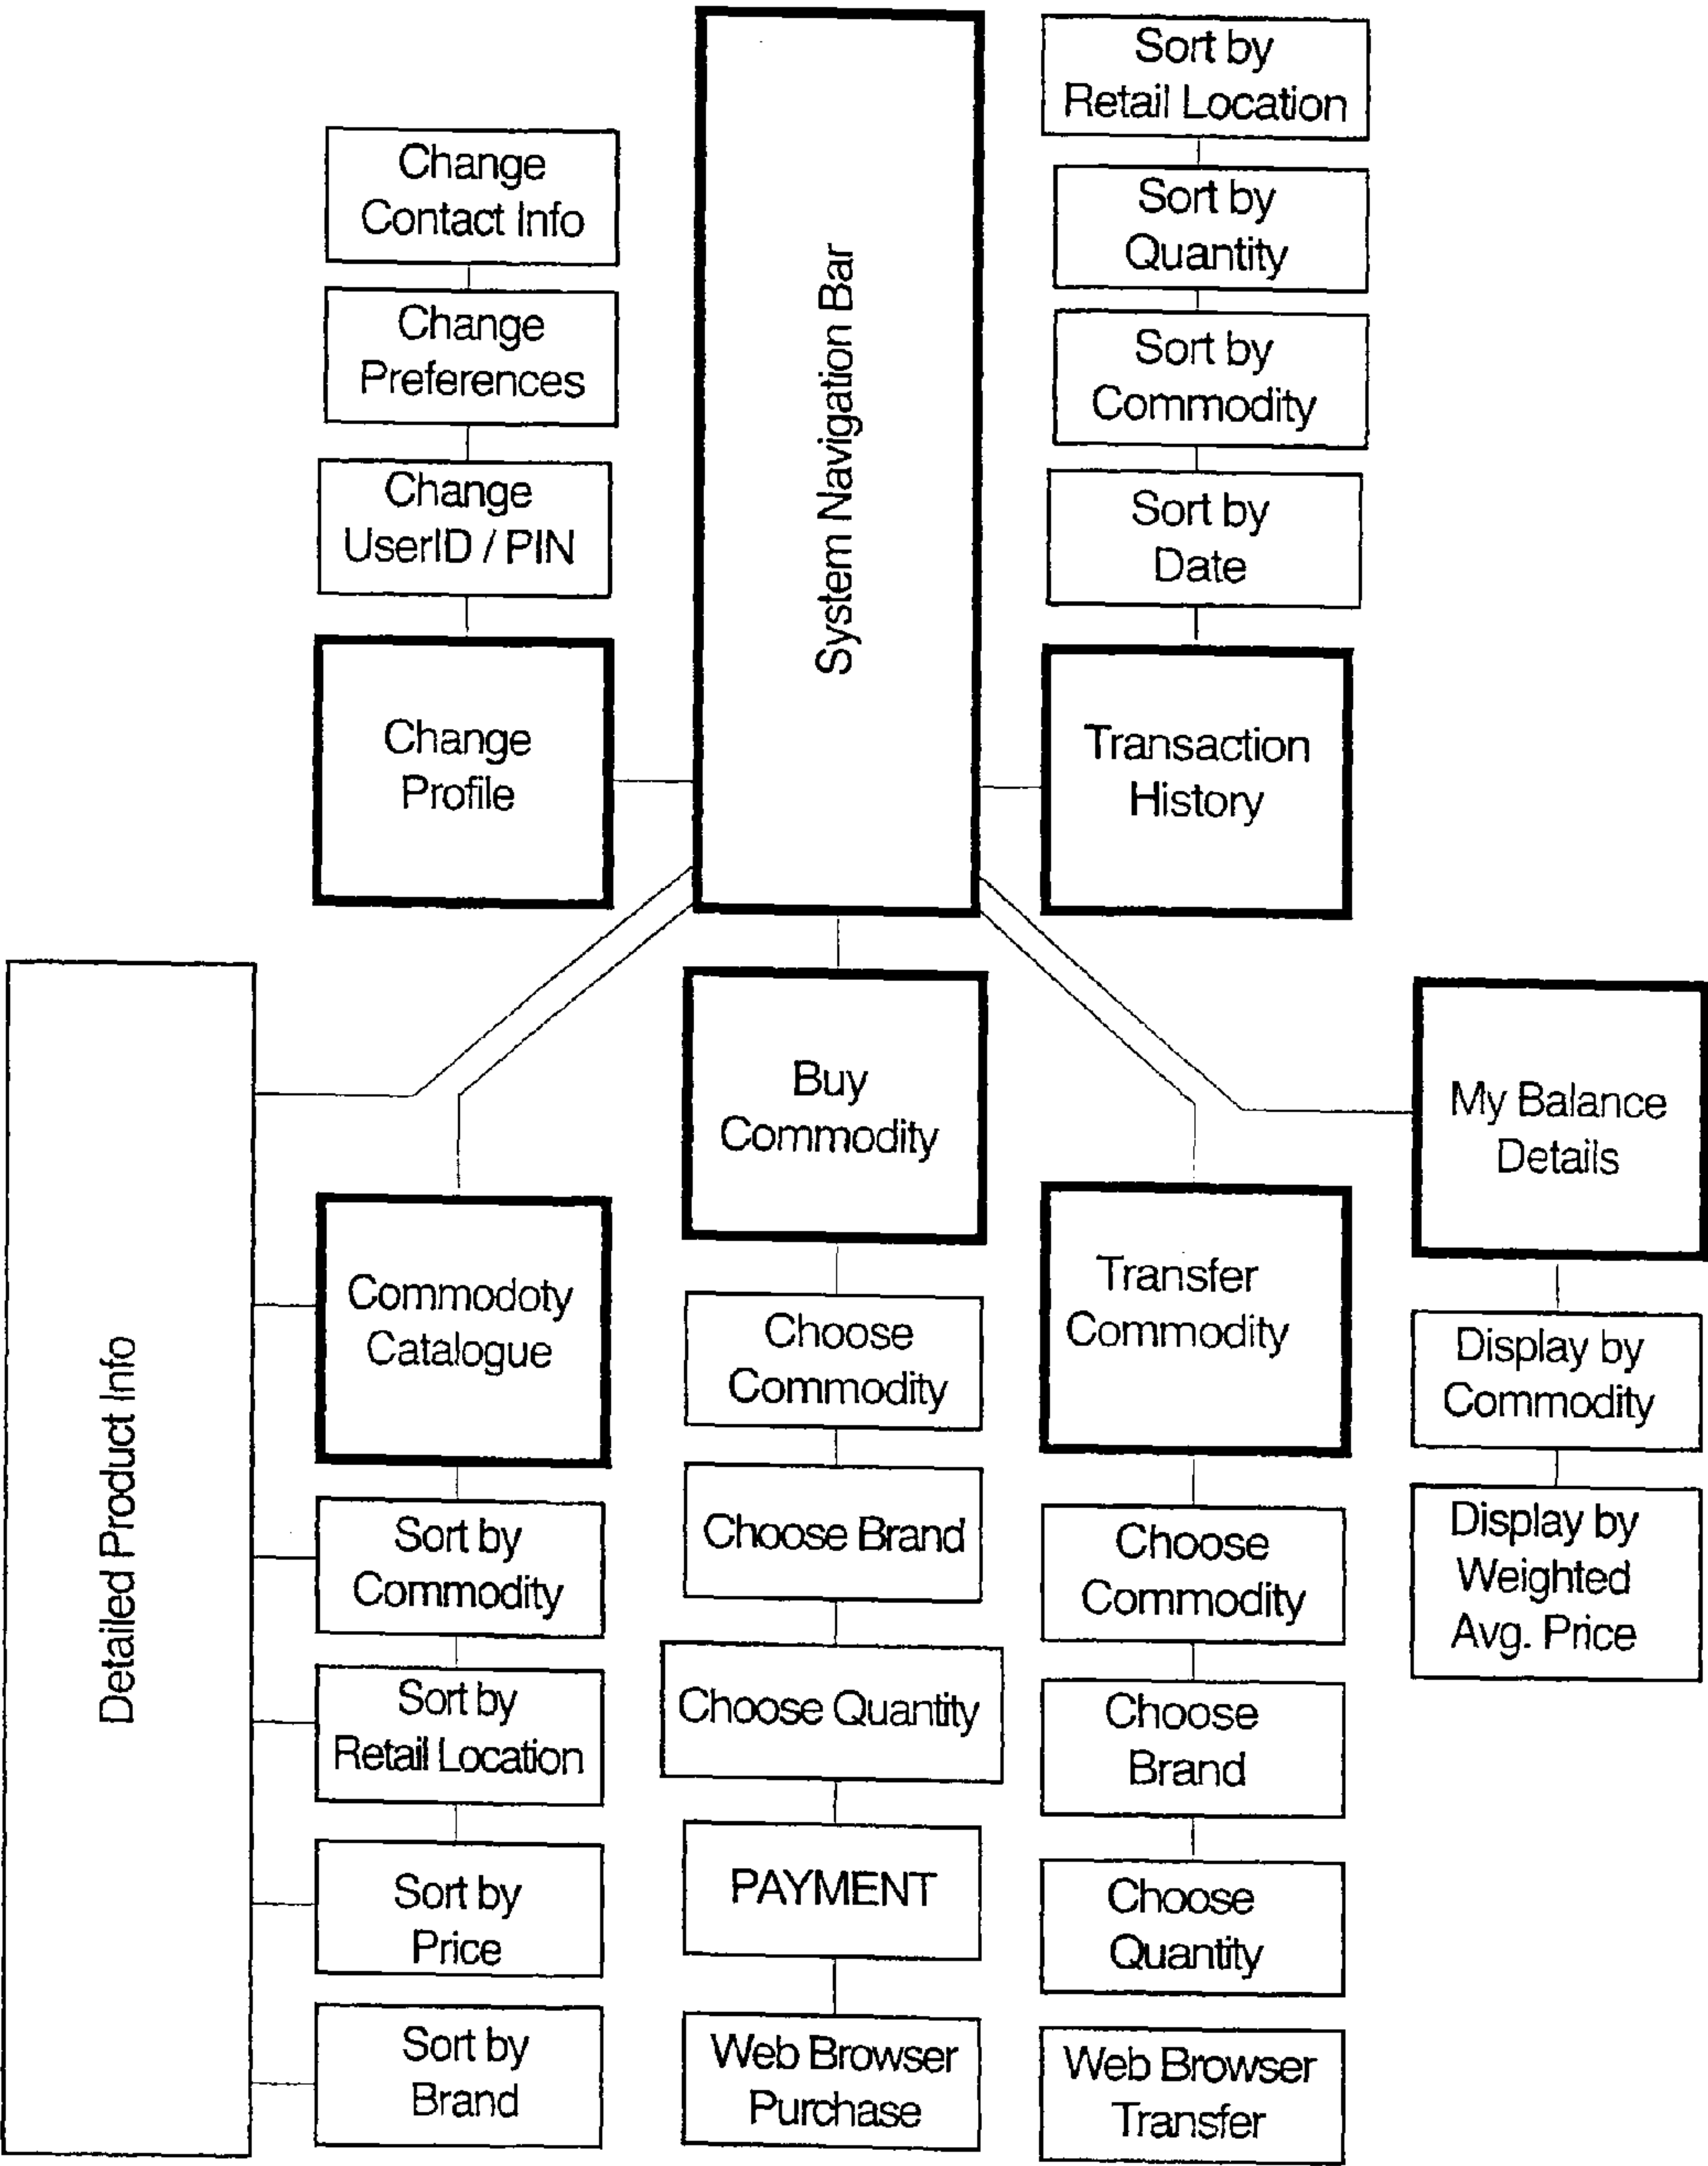 Sort by
Retail Location
Change
Contact Info
Sort by
Quantity
Change
Preferences
Sort by
Commodity
System Navigation Bar
Change
UserID / PIN
Sort by
Date
Change
Profile
Transaction
History
Buy
Commodity
My Balance
Details
Commodoty
Catalogue
Transfer
Commodity
Choose
Commodity
Display by
Commodity
Detailed Product Info
Sort by
Commodity
Choose Brand
Choose
Commodity
Display by
Weighted
Avg. Price
Sort by
Retail Location
Choose Quantity
Choose
Brand
Sort by
Price
PAYMENT
Choose
Quantity
Sort by
Brand
Web Browser
Purchase
Web Browser
Transfer